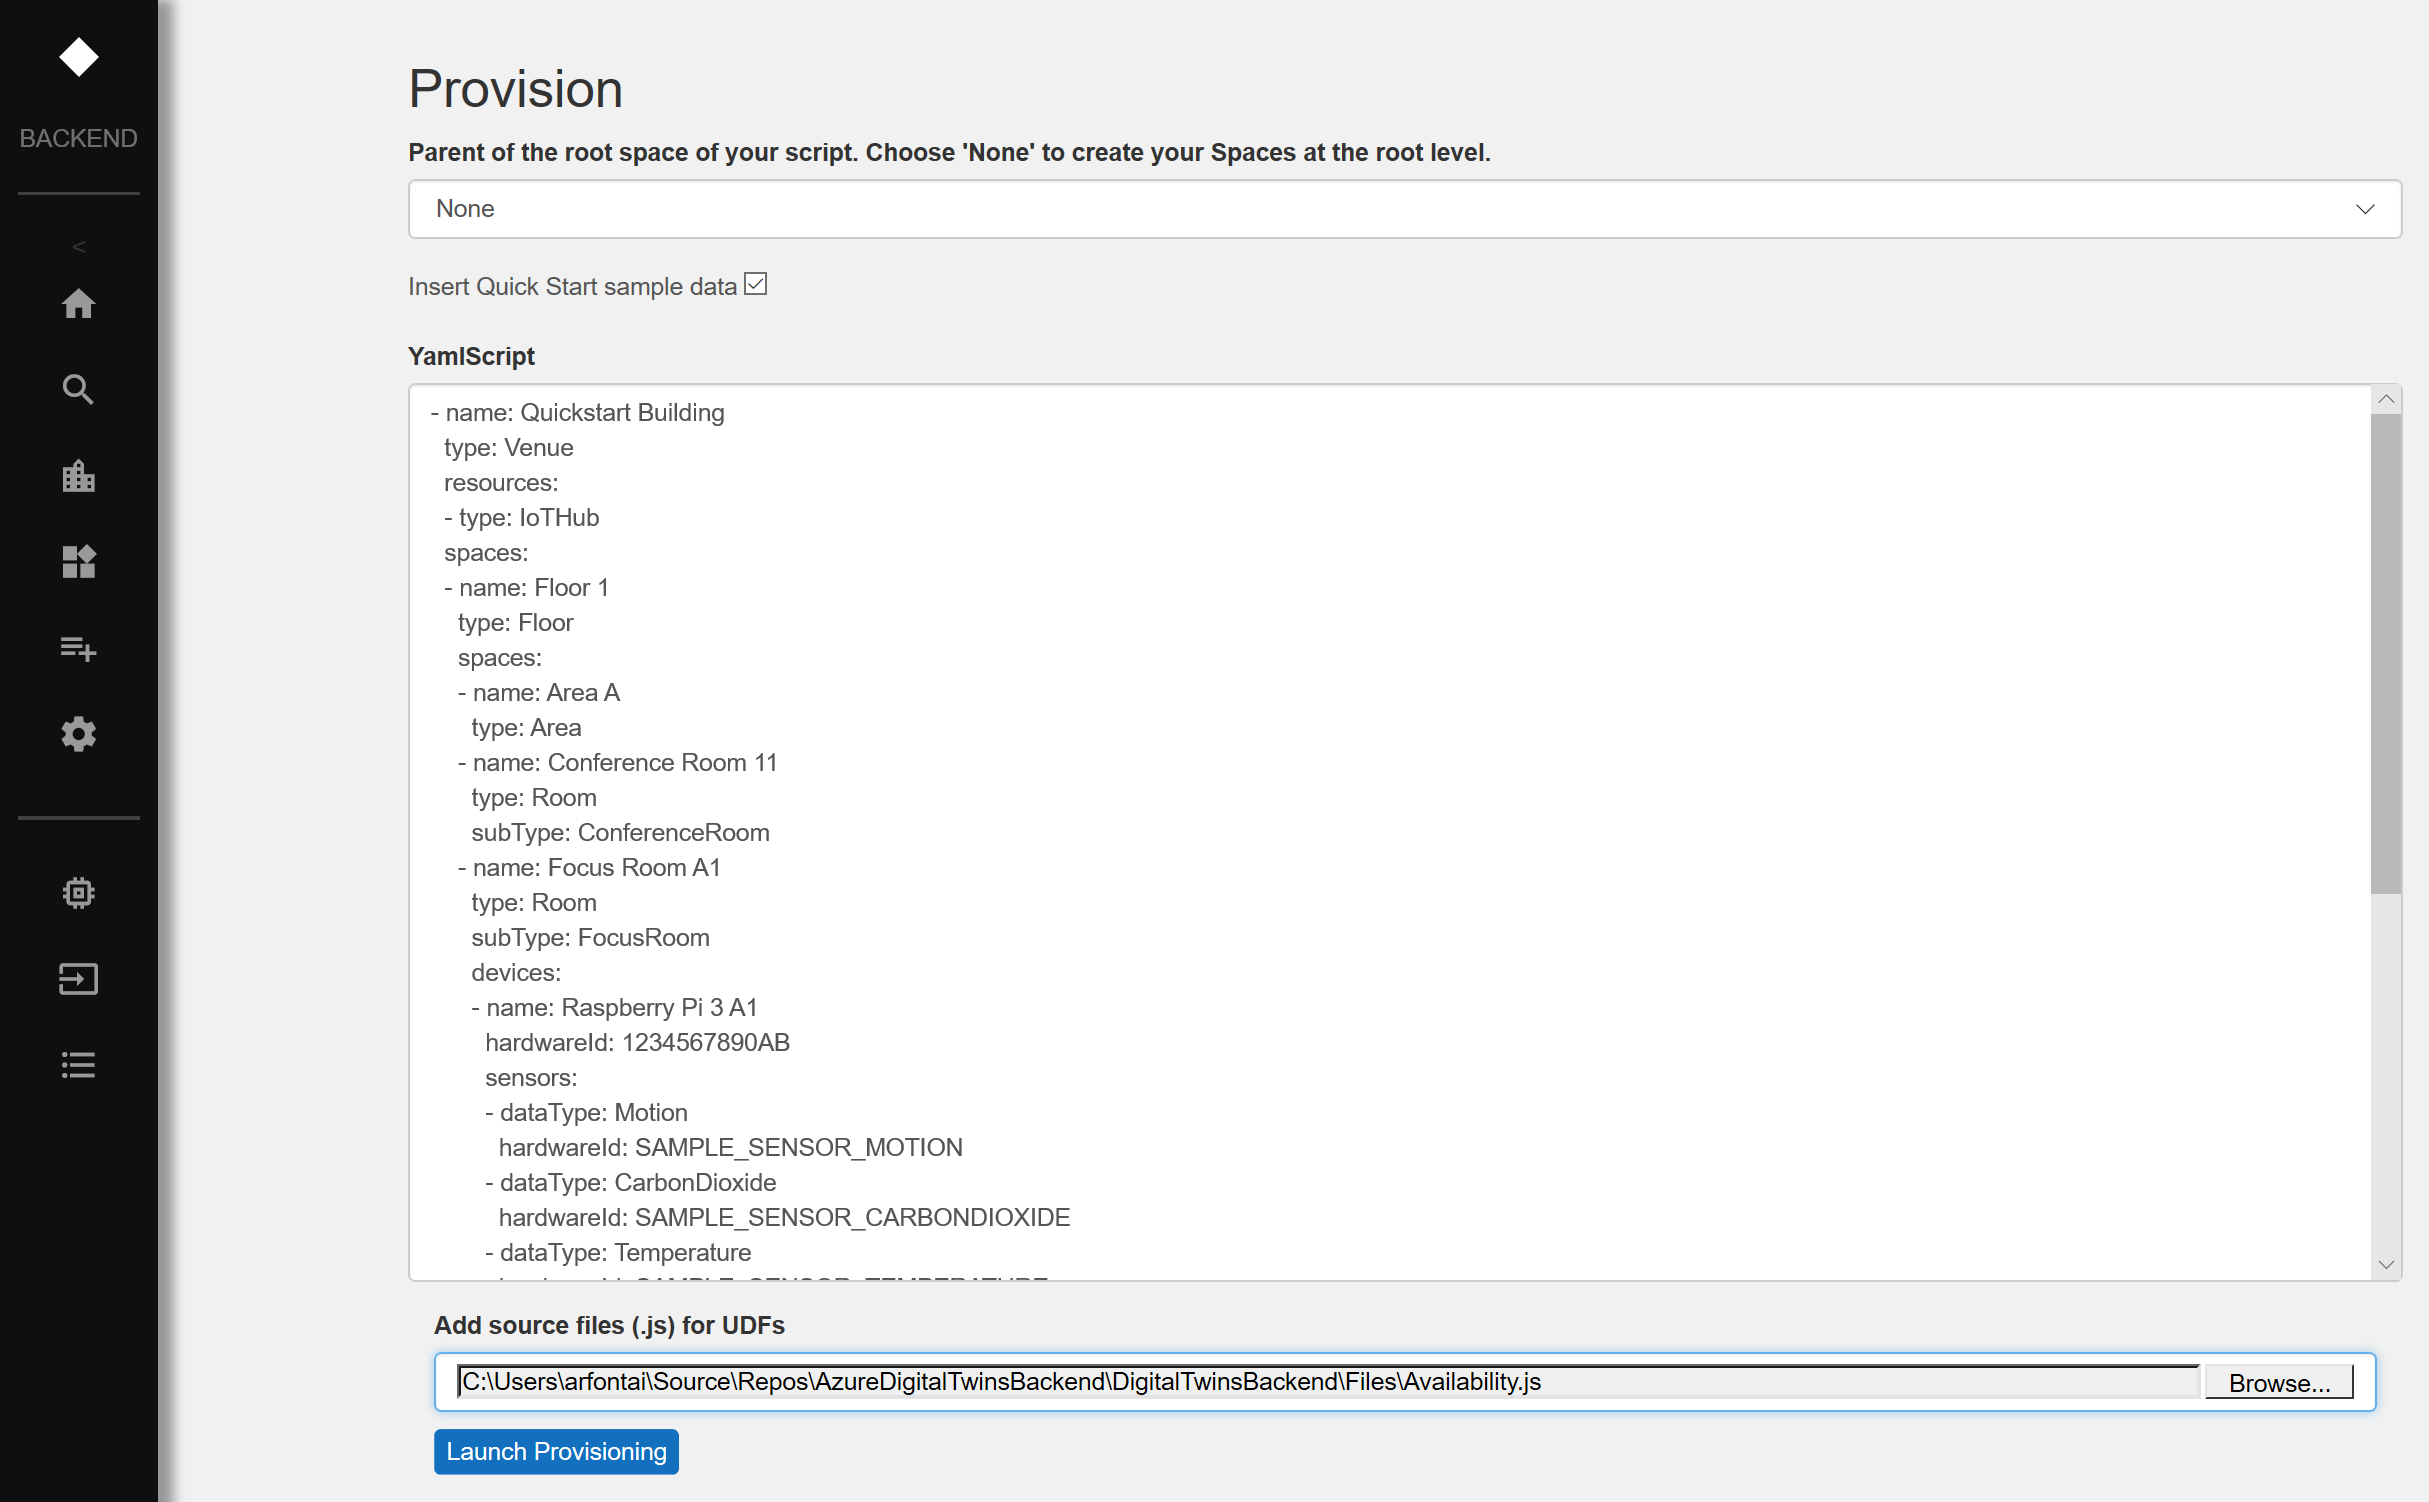 BACKEND
<
Provision
Parent of the root space of your script. Choose 'None' to create your Spaces at the root level.
None
Insert Quick Start sample data
YamlScript
- name: Quickstart Building
type: Venue
resources:
- type: IoTHub
spaces:
- name: Floor 1
type: Floor
spaces:
- name: Area A
type: Area
- name: Conference Room 11
type: Room
subType: ConferenceRoom
- name: Focus Room A1
type: Room
subType: FocusRoom
devices:
- name: Raspberry Pi 3 A1
hardwareId: 1234567890AB
sensors:
- dataType: Motion
hardwareId: SAMPLE_SENSOR_MOTION
- dataType: CarbonDioxide
hardwareId: SAMPLE_SENSOR_CARBONDIOXIDE
- dataType: Temperature
Add source files (.js) for UDFs
C:\Users\arfontai\Source\Repos\AzureDigitalTwinsBackend\DigitalTwinsBackend\Files\Availability.js
Browse...
Launch Provisioning